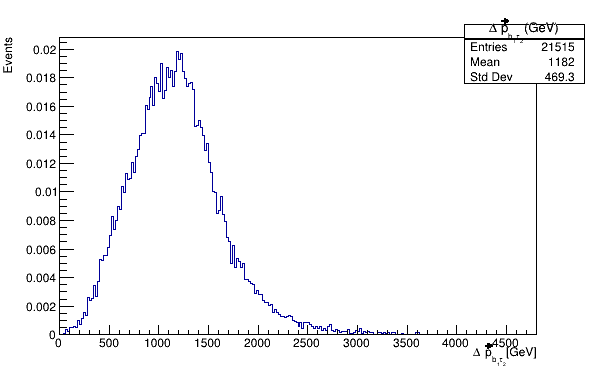 Δ p⃗ b₁τ₂ (GeV)
Entries 21515
Mean 1182
Std Dev 469.3
Events
0.02
0.018
0.016
0.014
0.012
0.01
0.008
0.006
0.004
0.002
0
0 500 1000 1500 2000 2500 3000 3500 4000 4500
Δ p⃗ b₁τ₂ [GeV]